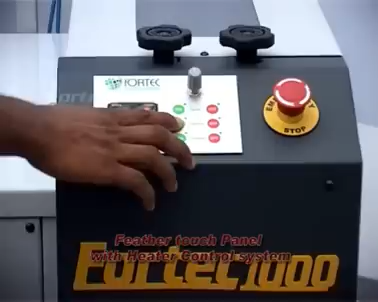 FORTEC
EMERGENCY
STOP
Feather touch Panel
with Heater Control system
Fortec1000